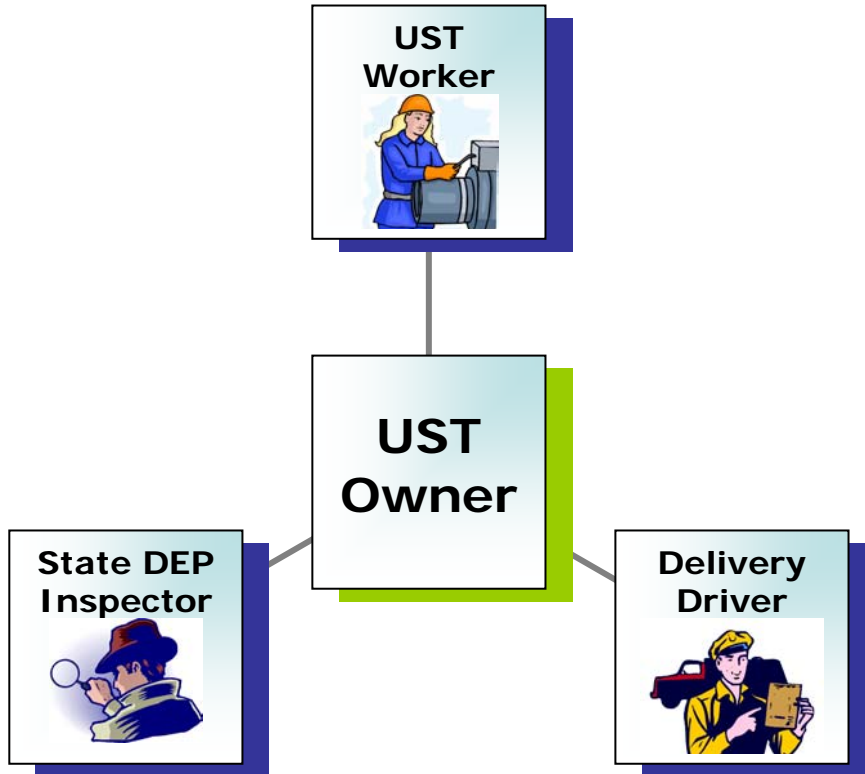 UST
Worker
UST
Owner
State DEP
Inspector
Delivery
Driver